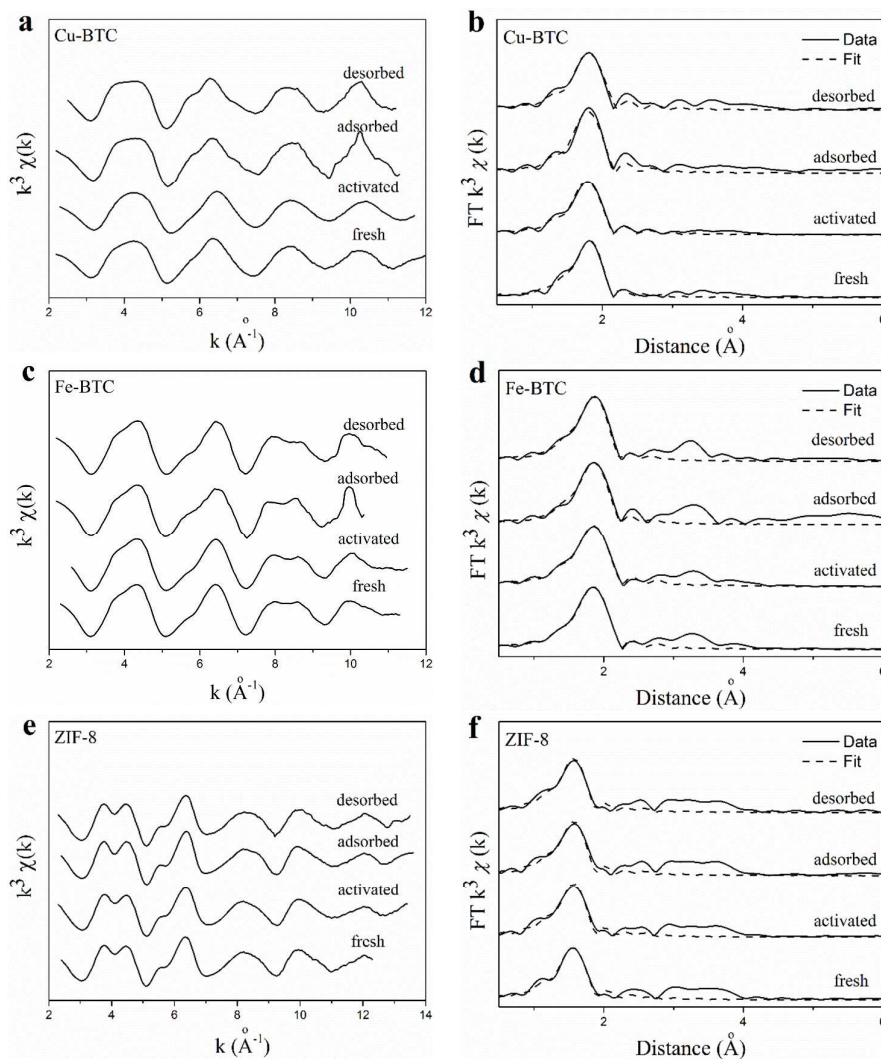 a
Cu-BTC
desorbed
adsorbed
activated
fresh
k³ χ(k)
2 4 6 8 10 12
k (Å⁻¹)
b
Cu-BTC
Data
Fit
desorbed
adsorbed
activated
fresh
FT k³ χ(k)
2 4 6
Distance (Å)
c
Fe-BTC
desorbed
adsorbed
activated
fresh
k³ χ(k)
2 4 6 8 10 12
k (Å⁻¹)
d
Fe-BTC
Data
Fit
desorbed
adsorbed
activated
fresh
FT k³ χ(k)
2 4 6
Distance (Å)
e
ZIF-8
desorbed
adsorbed
activated
fresh
k³ χ(k)
2 4 6 8 10 12 14
k (Å⁻¹)
f
ZIF-8
Data
Fit
desorbed
adsorbed
activated
fresh
FT k³ χ(k)
2 4 6
Distance (Å)